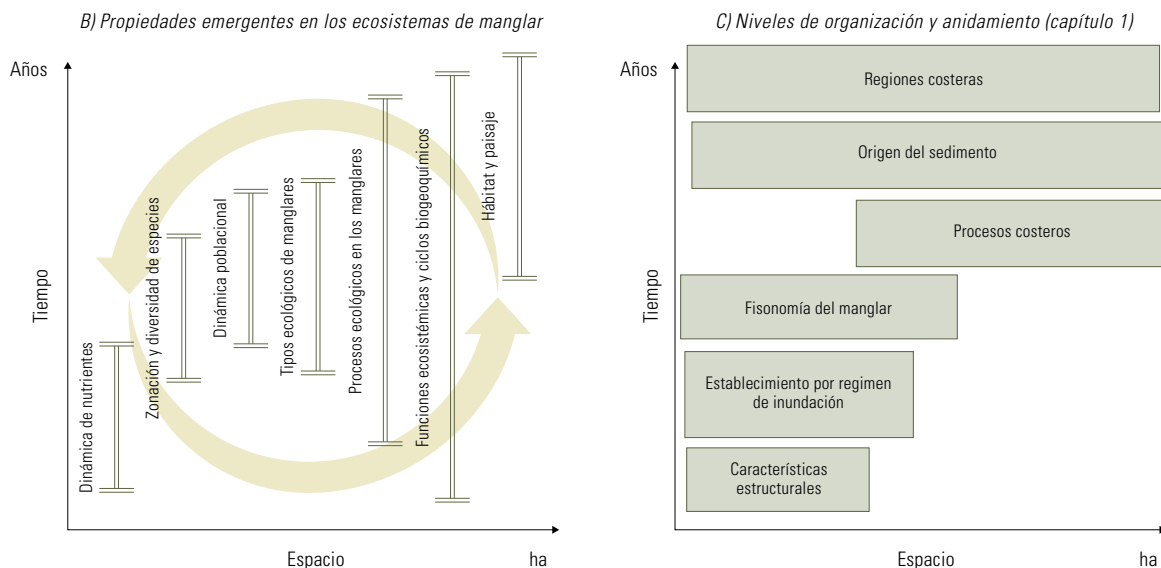 B) Propiedades emergentes en los ecosistemas de manglar
Años
Tiempo
Dinámica de nutrientes
Zonación y diversidad de especies
Dinámica poblacional
Tipos ecológicos de manglares
Procesos ecológicos en los manglares
Funciones ecosistémicas y ciclos biogeoquímicos
Hábitat y paisaje
Espacio
ha
C) Niveles de organización y anidamiento (capítulo 1)
Años
Tiempo
Regiones costeras
Origen del sedimento
Procesos costeros
Fisonomía del manglar
Establecimiento por regimen
de inundación
Características
estructurales
Espacio
ha